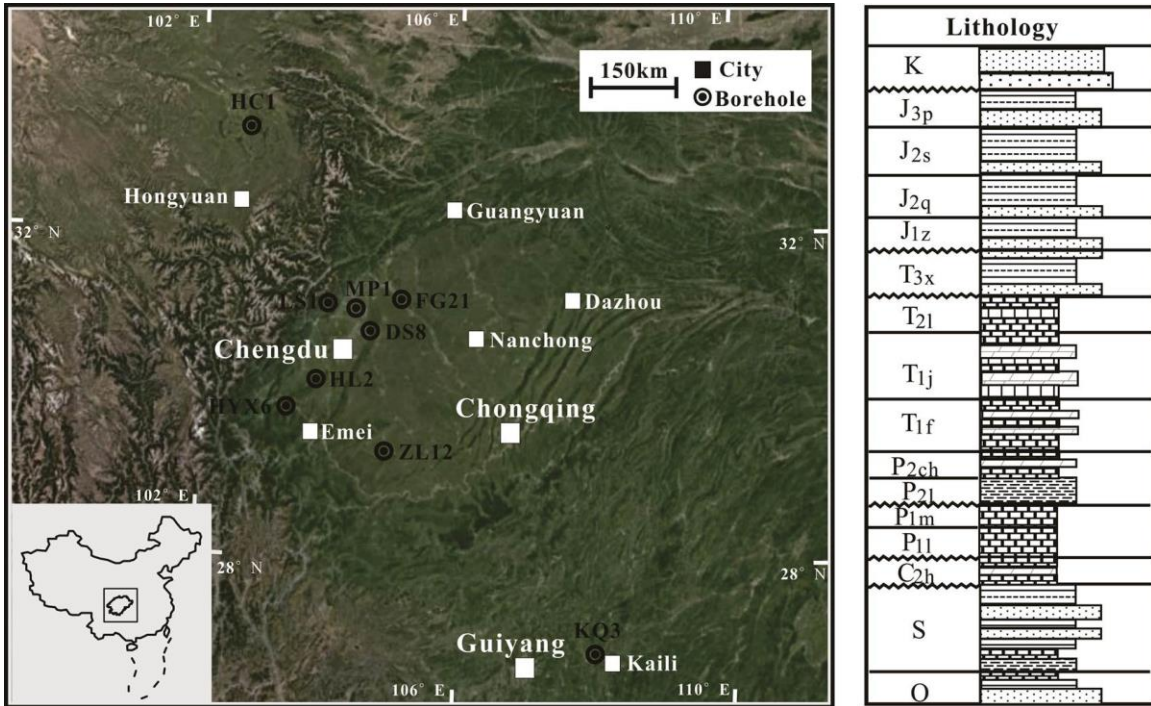 102° E
106° E
110° E
150km
City
Borehole
HC1
Hongyuan
Guangyuan
32° N
32° N
LS1
MP1
FG21
Dazhou
DS8
Nanchong
Chengdu
HL2
HYX6
Chongqing
Emei
ZL12
102° E
28° N
28° N
KQ3
Guiyang
Kaili
106° E
110° E
Lithology
K
J3p
J2s
J2q
J1z
T3x
T2l
T1j
T1f
P2ch
P2l
P1m
P1l
C2h
S
O